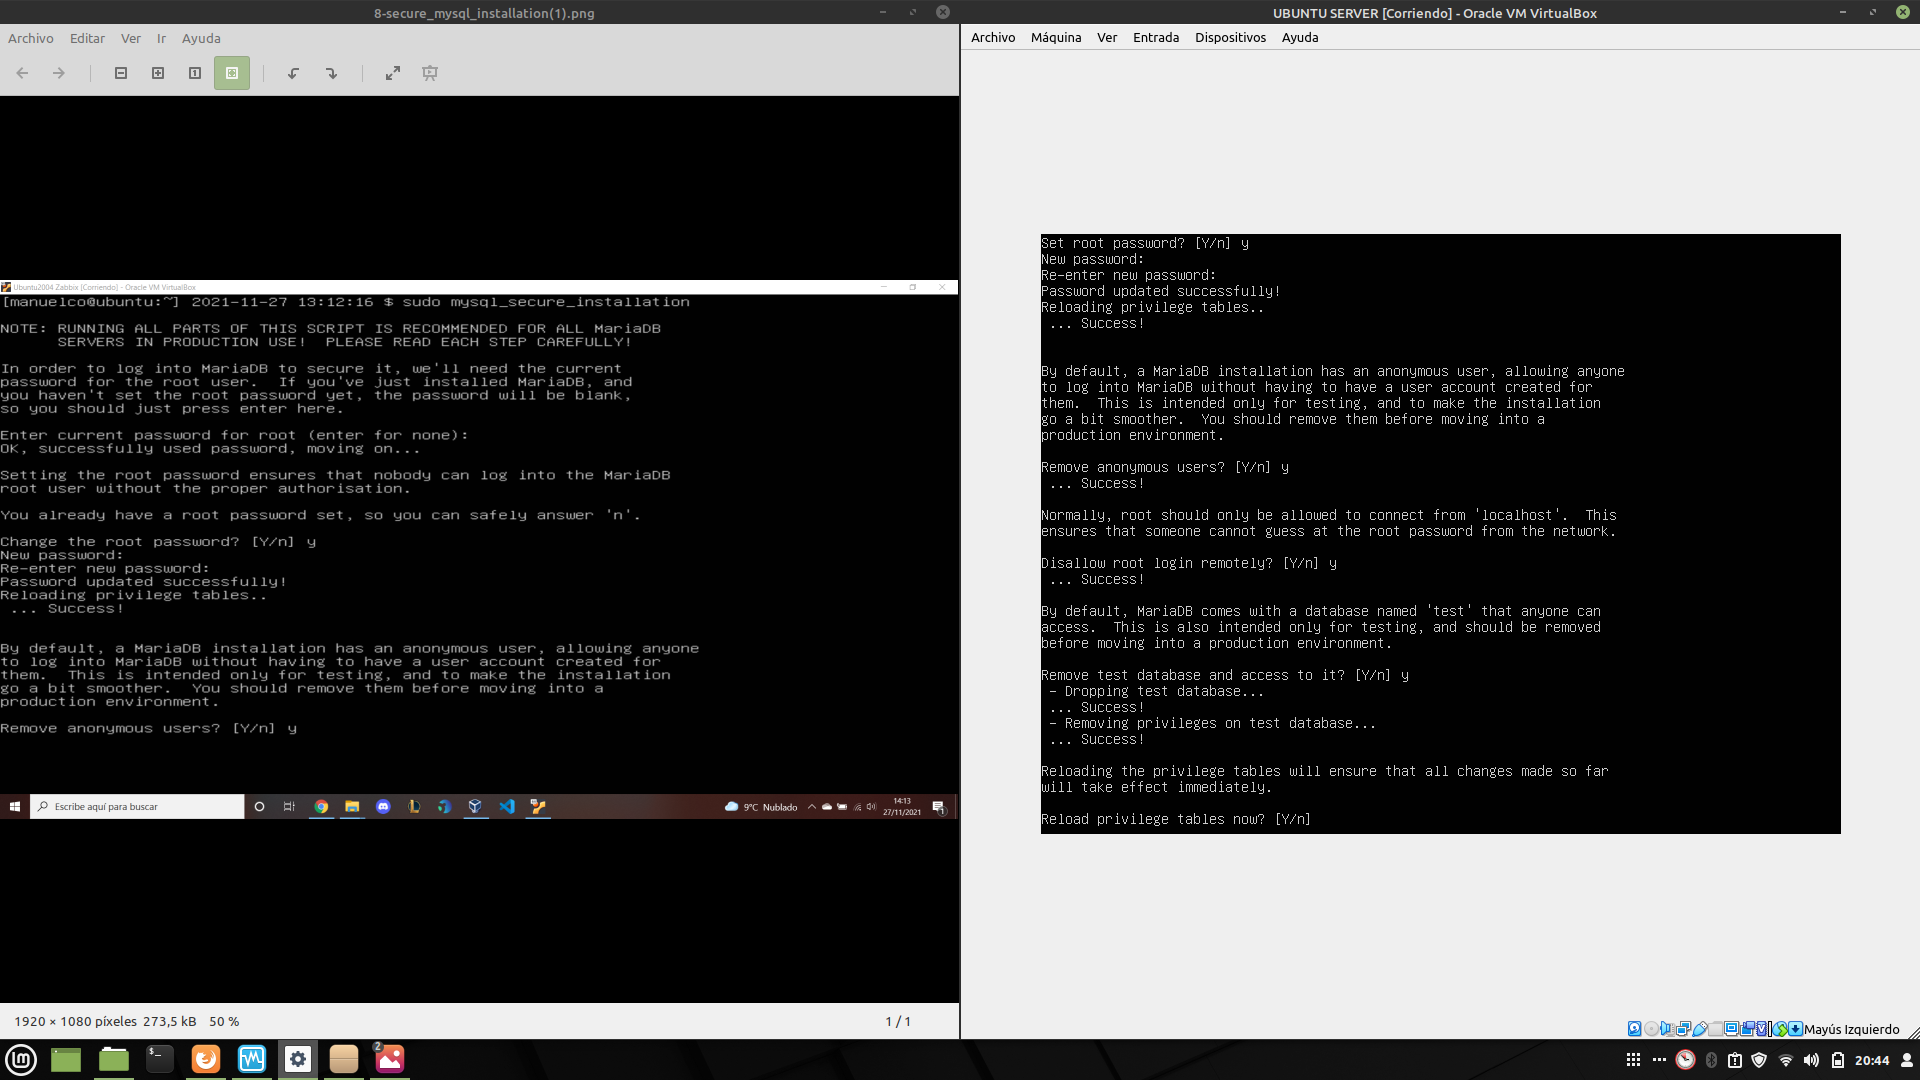 8-secure_mysql_installation(1).png
Archivo Editar Ver Ir Ayuda
Ubuntu2004 Zabbix [Corriendo] - Oracle VM VirtualBox
[manuelco@ubuntu:~] 2021-11-27 13:12:16 $ sudo mysql_secure_installation
NOTE: RUNNING ALL PARTS OF THIS SCRIPT IS RECOMMENDED FOR ALL MariaDB
SERVERS IN PRODUCTION USE!  PLEASE READ EACH STEP CAREFULLY!
In order to log into MariaDB to secure it, we'll need the current
password for the root user.  If you've just installed MariaDB, and
you haven't set the root password yet, the password will be blank,
so you should just press enter here.
Enter current password for root (enter for none):
OK, successfully used password, moving on...
Setting the root password ensures that nobody can log into the MariaDB
root user without the proper authorisation.
You already have a root password set, so you can safely answer 'n'.
Change the root password? [Y/n] y
New password:
Re-enter new password:
Password updated successfully!
Reloading privilege tables..
... Success!
By default, a MariaDB installation has an anonymous user, allowing anyone
to log into MariaDB without having to have a user account created for
them.  This is intended only for testing, and to make the installation
go a bit smoother.  You should remove them before moving into a
production environment.
Remove anonymous users? [Y/n] y
Escribe aquí para buscar
9°C Nublado
14:13
27/11/2021
1920 × 1080 píxeles 273,5 kB 50 %
1 / 1
UBUNTU SERVER [Corriendo] - Oracle VM VirtualBox
Archivo Máquina Ver Entrada Dispositivos Ayuda
Set root password? [Y/n] y
New password:
Re-enter new password:
Password updated successfully!
Reloading privilege tables..
... Success!
By default, a MariaDB installation has an anonymous user, allowing anyone
to log into MariaDB without having to have a user account created for
them.  This is intended only for testing, and to make the installation
go a bit smoother.  You should remove them before moving into a
production environment.
Remove anonymous users? [Y/n] y
... Success!
Normally, root should only be allowed to connect from 'localhost'.  This
ensures that someone cannot guess at the root password from the network.
Disallow root login remotely? [Y/n] y
... Success!
By default, MariaDB comes with a database named 'test' that anyone can
access.  This is also intended only for testing, and should be removed
before moving into a production environment.
Remove test database and access to it? [Y/n] y
- Dropping test database...
... Success!
- Removing privileges on test database...
... Success!
Reloading the privilege tables will ensure that all changes made so far
will take effect immediately.
Reload privilege tables now? [Y/n]
Mayús Izquierdo
2
20:44